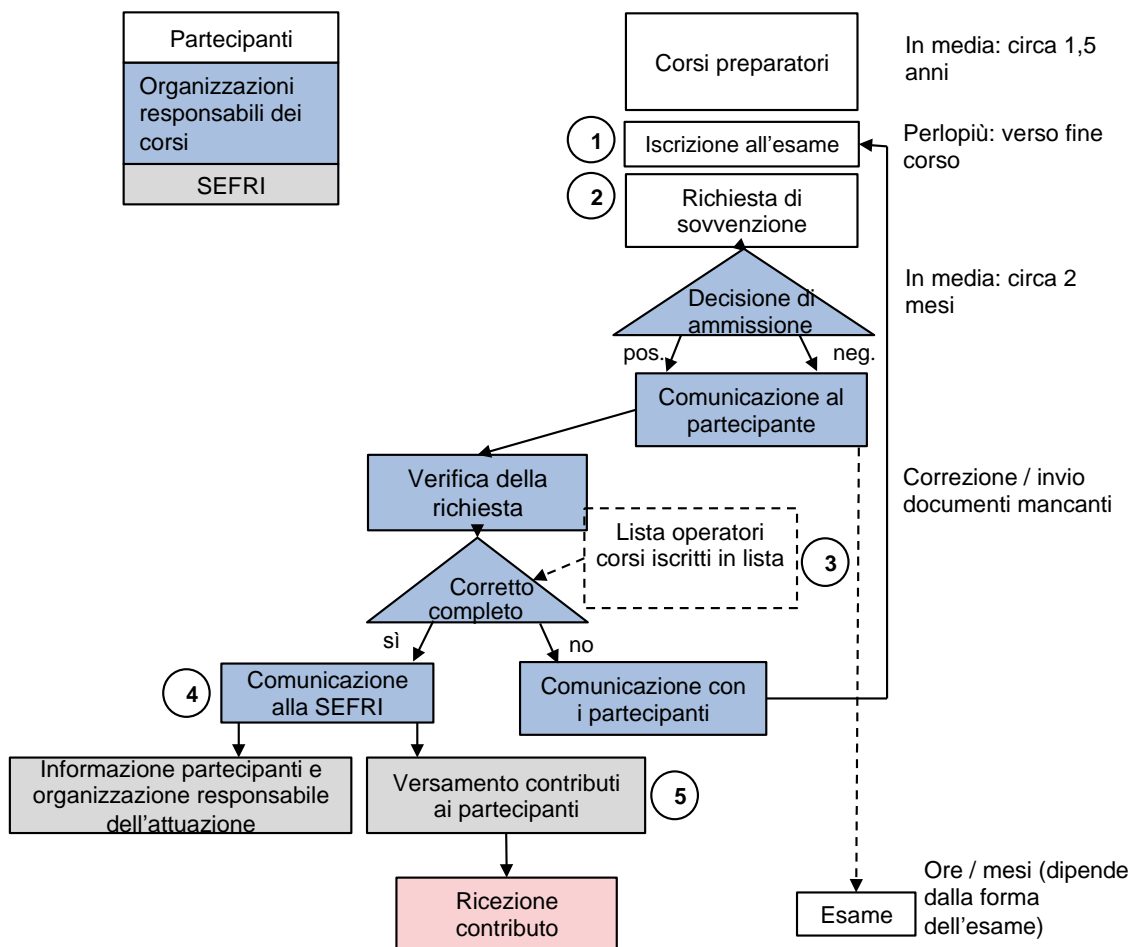 Partecipanti
Organizzazioni
responsabili dei
corsi
SEFRI
Corsi preparatori
In media: circa 1,5
anni
1
Iscrizione all'esame
Perlopiù: verso fine
corso
2
Richiesta di
sovvenzione
Decisione di
ammissione
In media: circa 2
mesi
pos.
neg.
Comunicazione al
partecipante
Verifica della
richiesta
Correzione / invio
documenti mancanti
Lista operatori
corsi iscritti in lista
3
Corretto
completo
sì
no
4
Comunicazione
alla SEFRI
Comunicazione con
i partecipanti
Informazione partecipanti e
organizzazione responsabile
dell'attuazione
Versamento contributi
ai partecipanti
5
Ricezione
contributo
Esame
Ore / mesi (dipende
dalla forma
dell'esame)